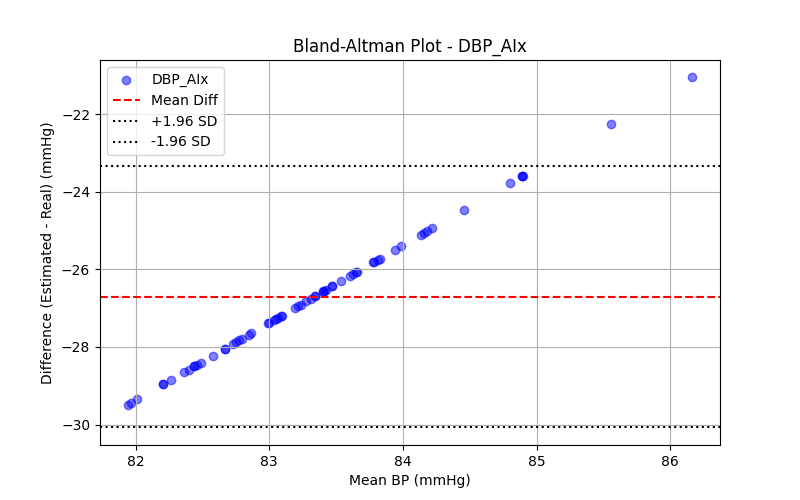 Bland-Altman Plot - DBP_AIx
DBP_AIx
Mean Diff
+1.96 SD
-1.96 SD
Difference (Estimated - Real) (mmHg)
−22
−24
−26
−28
−30
82 83 84 85 86
Mean BP (mmHg)